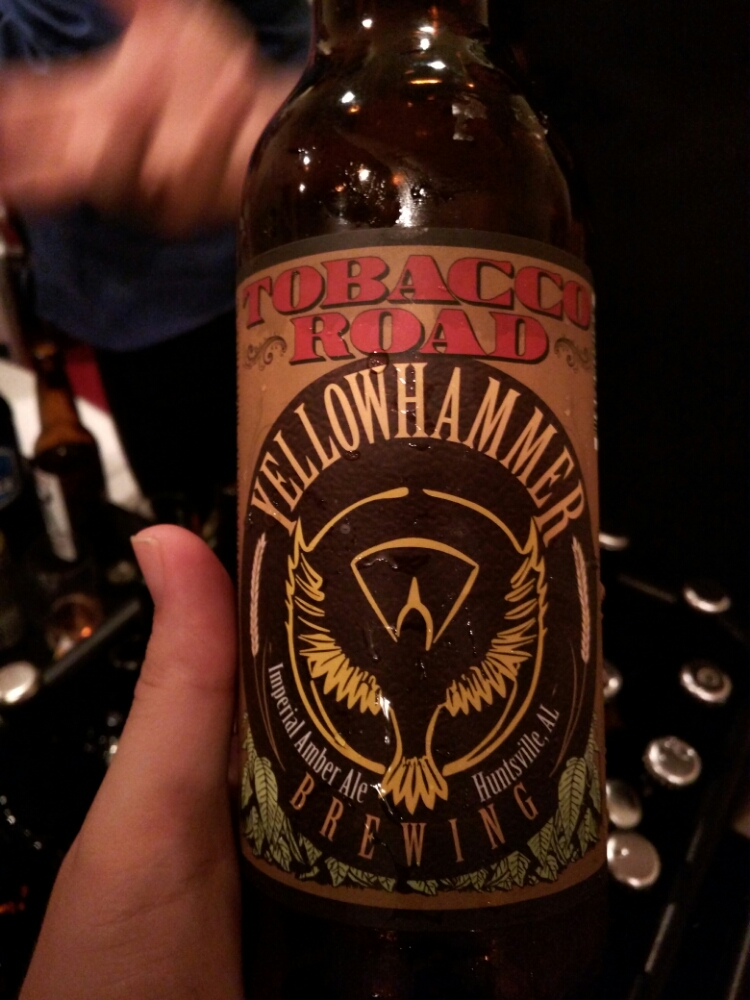 TOBACCO
ROAD
YELLOWHAMMER
Imperial Amber Ale
Huntsville, AL
BREWING